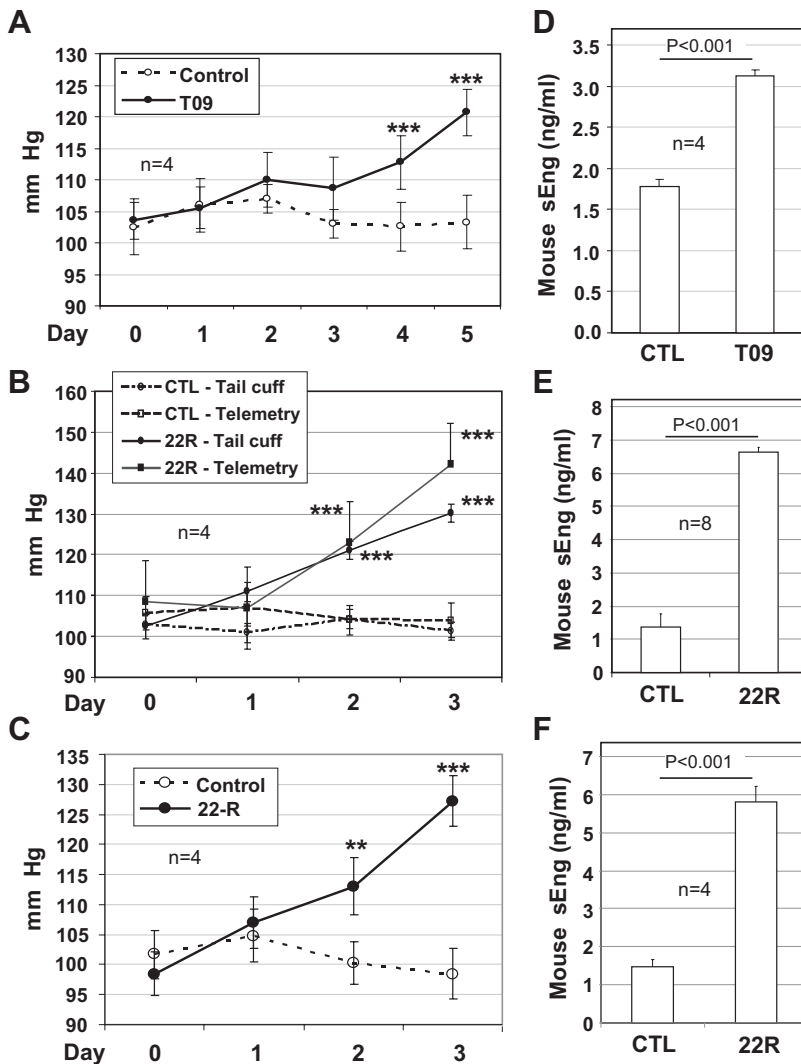 A
mm Hg
130
125
120
115
110
105
100
95
90
Control
T09
n=4
***
***
Day 0 1 2 3 4 5
B
mm Hg
160
150
140
130
120
110
100
90
CTL - Tail cuff
CTL - Telemetry
22R - Tail cuff
22R - Telemetry
n=4
***
***
***
***
Day 0 1 2 3
C
mm Hg
135
130
125
120
115
110
105
100
95
90
Control
22-R
n=4
**
***
Day 0 1 2 3
D
Mouse sEng (ng/ml)
3.5
3.0
2.5
2.0
1.5
1.0
0.5
0.0
P<0.001
n=4
CTL T09
E
Mouse sEng (ng/ml)
8
7
6
5
4
3
2
1
0
P<0.001
n=8
CTL 22R
F
Mouse sEng (ng/ml)
7
6
5
4
3
2
1
0
P<0.001
n=4
CTL 22R